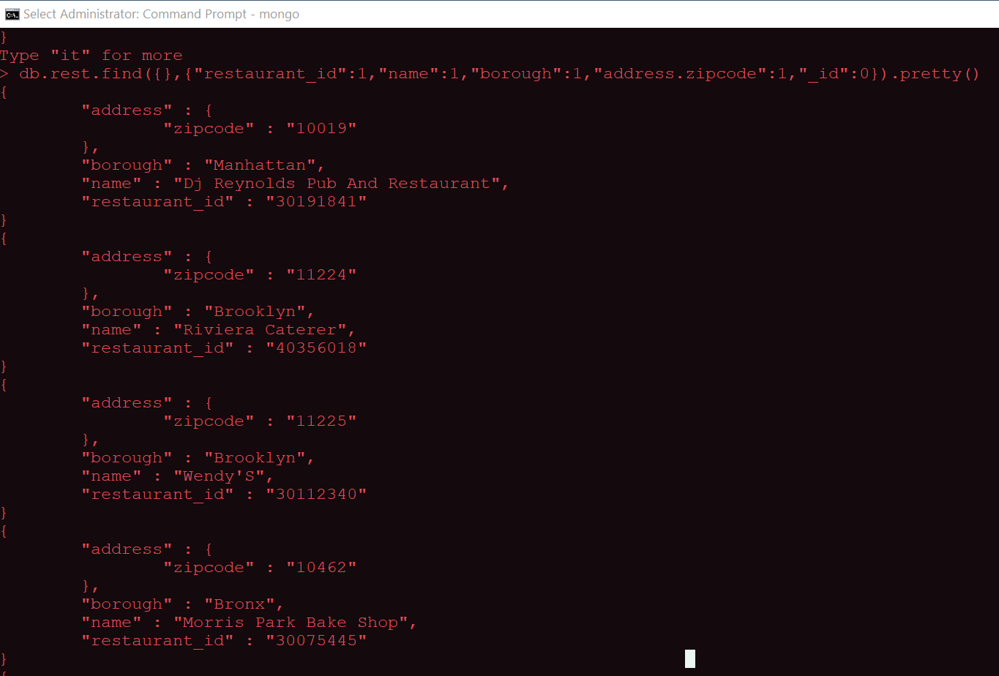 Select Administrator: Command Prompt - mongo
}
Type "it" for more
> db.rest.find({},{"restaurant_id":1,"name":1,"borough":1,"address.zipcode":1,"_id":0}).pretty()
{
        "address" : {
                "zipcode" : "10019"
        },
        "borough" : "Manhattan",
        "name" : "Dj Reynolds Pub And Restaurant",
        "restaurant_id" : "30191841"
}
{
        "address" : {
                "zipcode" : "11224"
        },
        "borough" : "Brooklyn",
        "name" : "Riviera Caterer",
        "restaurant_id" : "40356018"
}
{
        "address" : {
                "zipcode" : "11225"
        },
        "borough" : "Brooklyn",
        "name" : "Wendy'S",
        "restaurant_id" : "30112340"
}
{
        "address" : {
                "zipcode" : "10462"
        },
        "borough" : "Bronx",
        "name" : "Morris Park Bake Shop",
        "restaurant_id" : "30075445"
}
{